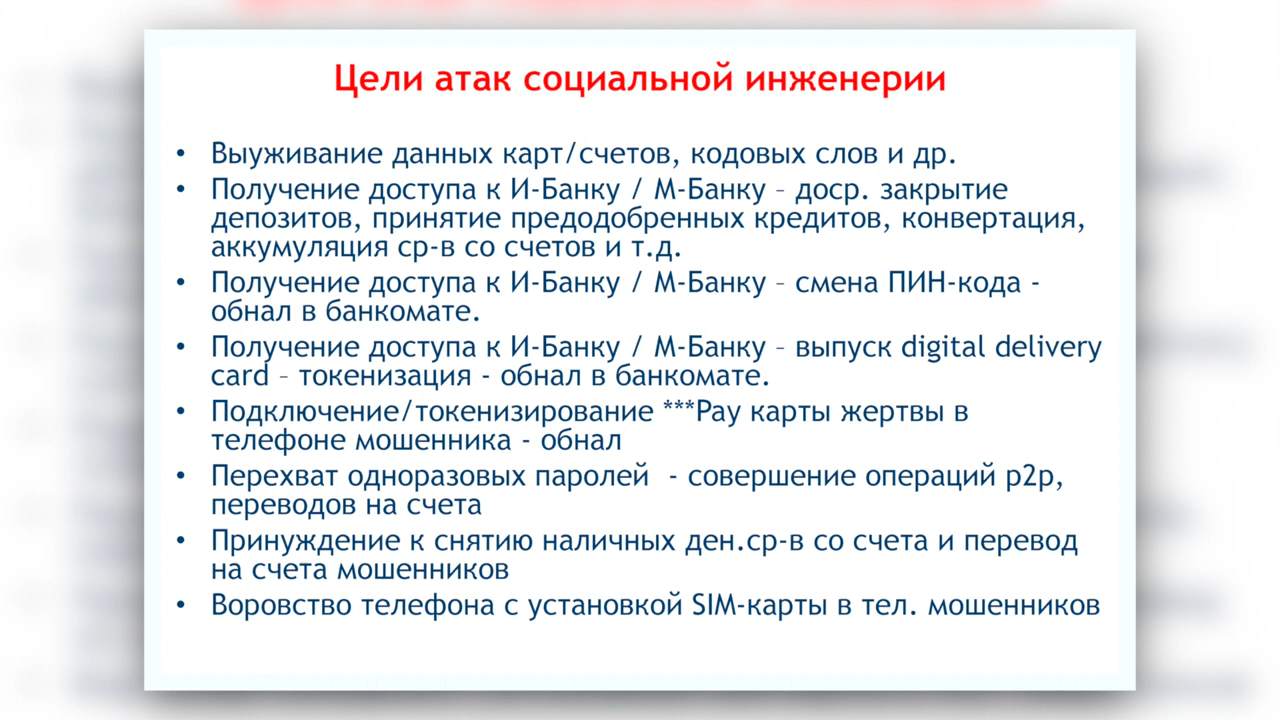 Цели атак социальной инженерии
• Выуживание данных карт/счетов, кодовых слов и др.
• Получение доступа к И-Банку / М-Банку – доср. закрытие
депозитов, принятие предодобренных кредитов, конвертация,
аккумуляция ср-в со счетов и т.д.
• Получение доступа к И-Банку / М-Банку – смена ПИН-кода -
обнал в банкомате.
• Получение доступа к И-Банку / М-Банку – выпуск digital delivery
card – токенизация - обнал в банкомате.
• Подключение/токенизирование ***Pay карты жертвы в
телефоне мошенника - обнал
• Перехват одноразовых паролей  - совершение операций p2p,
переводов на счета
• Принуждение к снятию наличных ден.ср-в со счета и перевод
на счета мошенников
• Воровство телефона с установкой SIM-карты в тел. мошенников